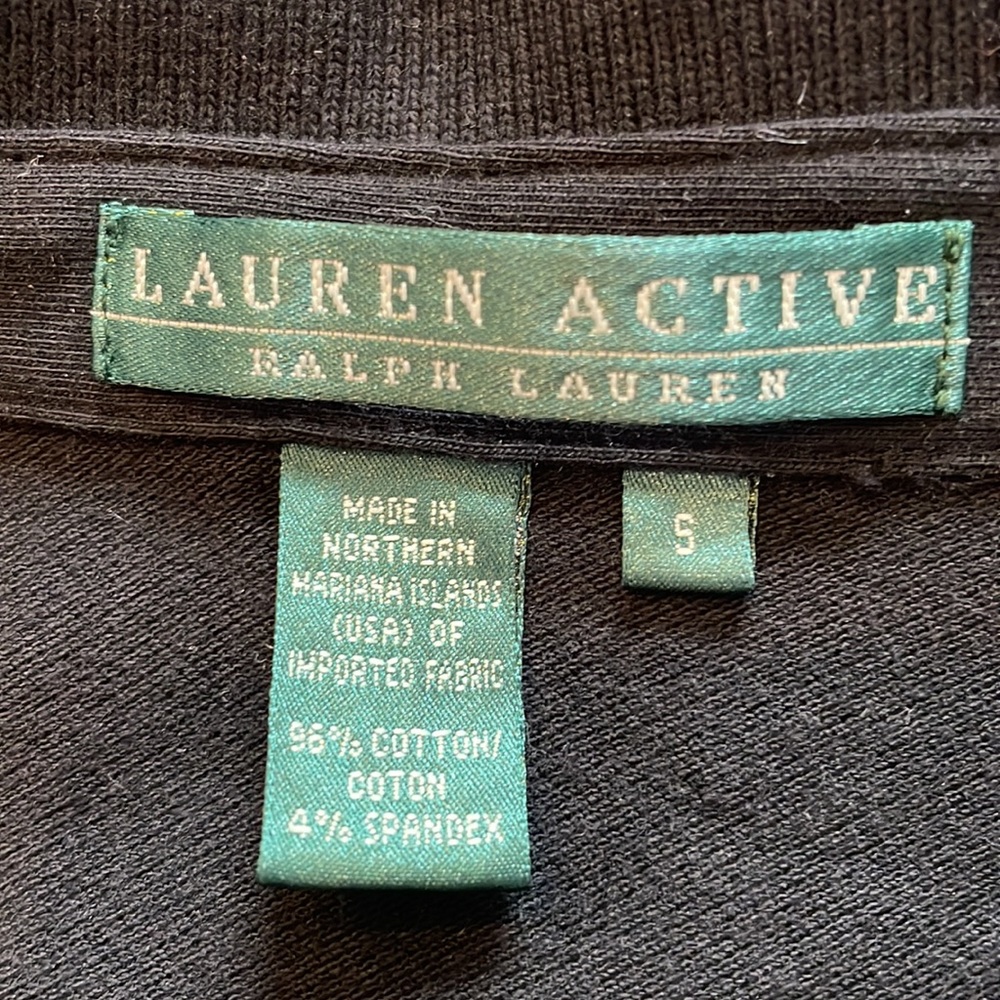 LAUREN ACTIVE
RALPH LAUREN
MADE IN
NORTHERN
MARIANA ISLANDS
(USA) OF
IMPORTED FABRIC
96% COTTON/
COTON
4% SPANDEX
S